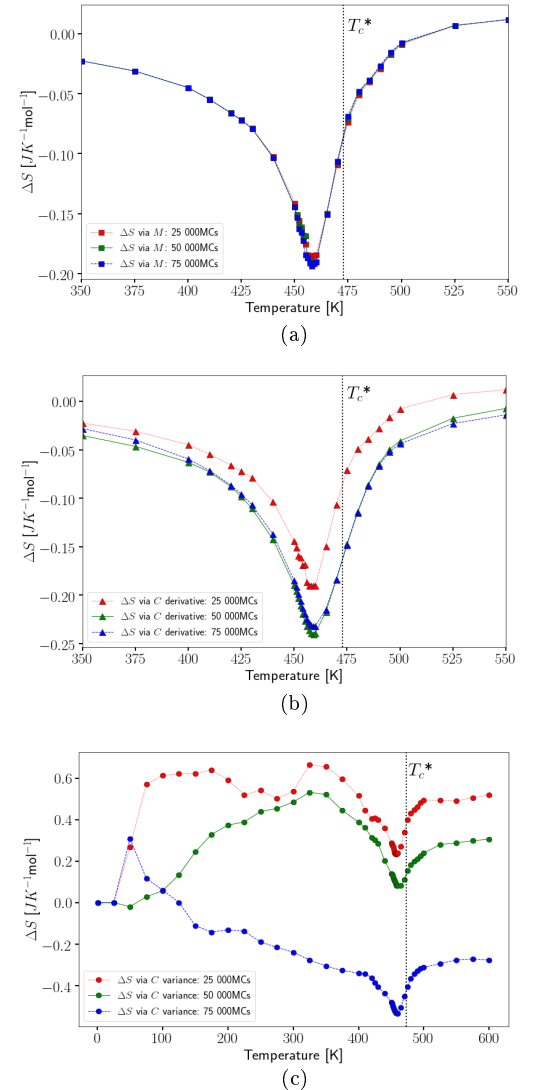 0.00
−0.05
−0.10
−0.15
−0.20
ΔS [JK⁻¹mol⁻¹]
T_c*
ΔS via M: 25 000MCs
ΔS via M: 50 000MCs
ΔS via M: 75 000MCs
350 375 400 425 450 475 500 525 550
Temperature [K]
(a)
0.00
−0.05
−0.10
−0.15
−0.20
−0.25
ΔS [JK⁻¹mol⁻¹]
T_c*
ΔS via C derivative: 25 000MCs
ΔS via C derivative: 50 000MCs
ΔS via C derivative: 75 000MCs
350 375 400 425 450 475 500 525 550
Temperature [K]
(b)
0.6
0.4
0.2
0.0
−0.2
−0.4
ΔS [JK⁻¹mol⁻¹]
T_c*
ΔS via C variance: 25 000MCs
ΔS via C variance: 50 000MCs
ΔS via C variance: 75 000MCs
0 100 200 300 400 500 600
Temperature [K]
(c)